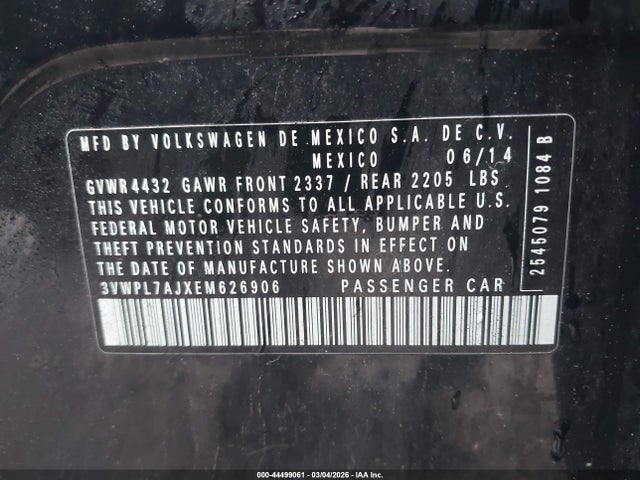 MFD BY VOLKSWAGEN DE MEXICO S.A. DE C.V.
MEXICO 06/14
GVWR 4432 GAWR FRONT 2337 / REAR 2205 LBS
THIS VEHICLE CONFORMS TO ALL APPLICABLE U.S.
FEDERAL MOTOR VEHICLE SAFETY, BUMPER AND
THEFT PREVENTION STANDARDS IN EFFECT ON
THE DATE OF MANUFACTURE SHOWN ABOVE.
3VWPL7AJXEM626906 PASSENGER CAR
2545079 1084 B
000-44499061 - 03/04/2026 - IAA Inc.